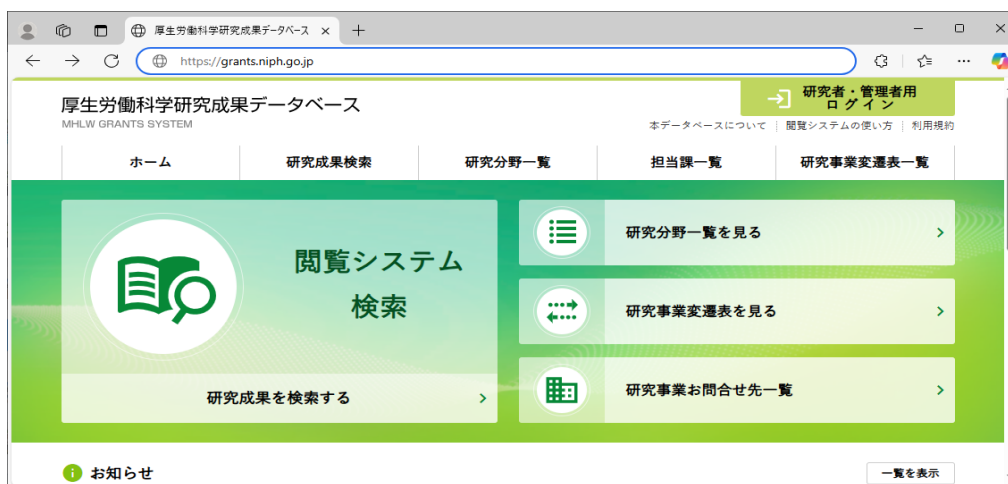 厚生労働科学研究成果データベース
https://grants.niph.go.jp
厚生労働科学研究成果データベース
MHLW GRANTS SYSTEM
研究者・管理者用
ログイン
本データベースについて
閲覧システムの使い方
利用規約
ホーム
研究成果検索
研究分野一覧
担当課一覧
研究事業変遷表一覧
閲覧システム
検索
研究成果を検索する
研究分野一覧を見る
研究事業変遷表を見る
研究事業お問合せ先一覧
お知らせ
一覧を表示